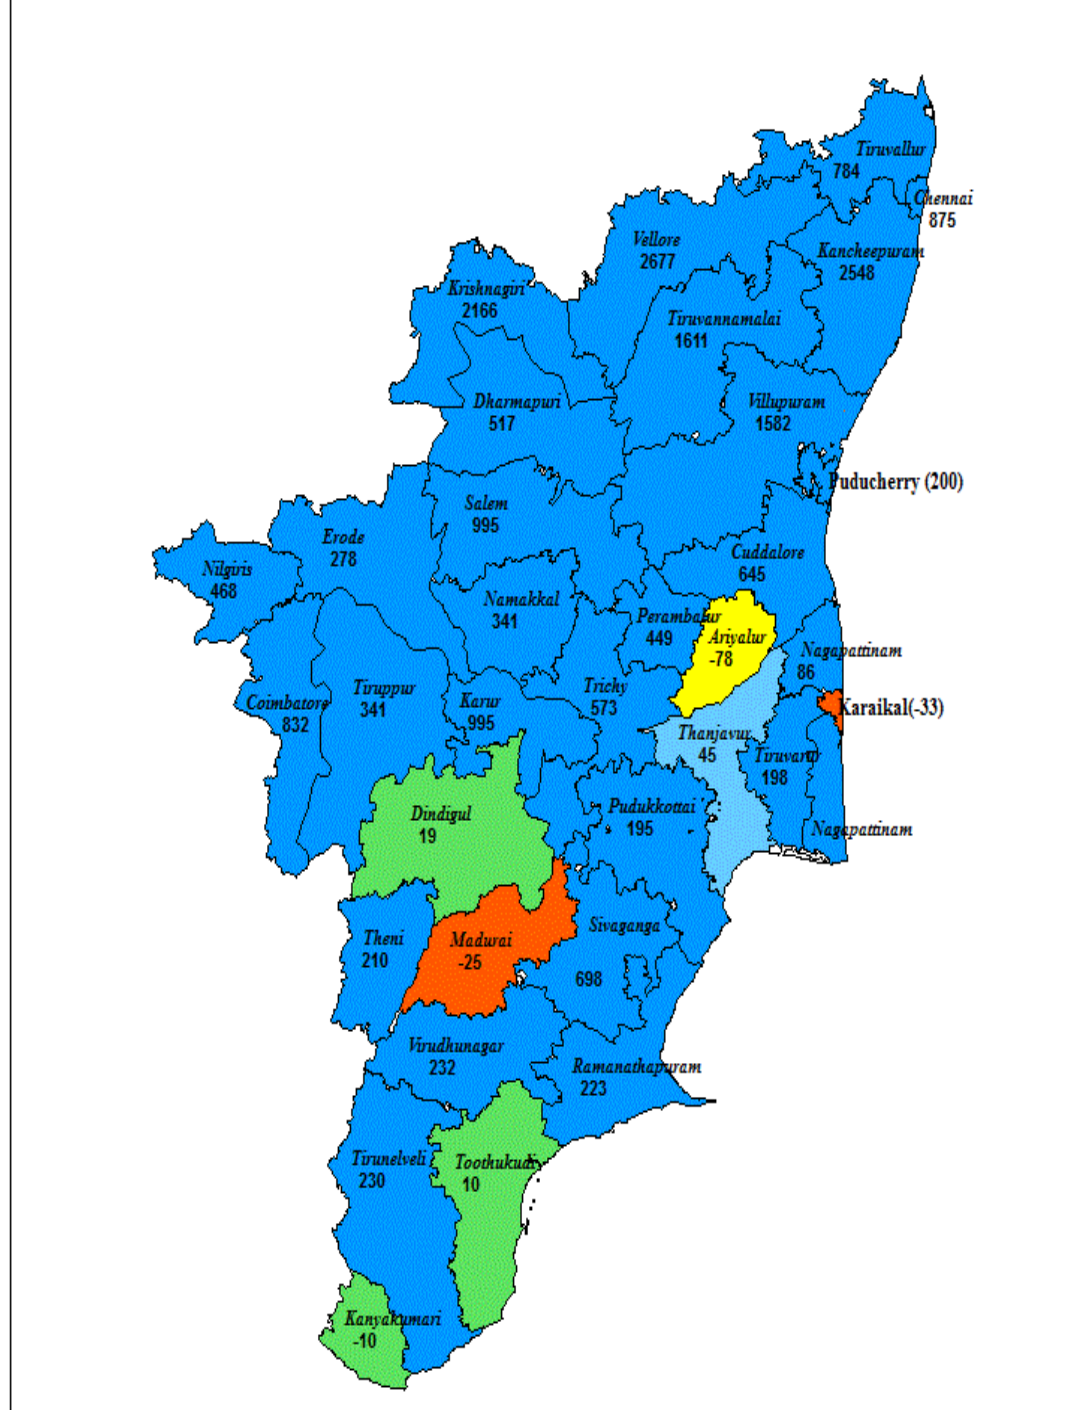 Tiruvallur
784
Chennai
875
Vellore
2677
Kancheepuram
2548
Krishnagiri
2166
Tiruvannamalai
1611
Dharmapuri
517
Villupuram
1582
Puducherry (200)
Salem
995
Erode
278
Cuddalore
645
Nilgiris
468
Namakkal
341
Perambalur
449
Ariyalur
-78
Nagapattinam
86
Coimbatore
832
Tiruppur
341
Karur
995
Trichy
573
Karaikal(-33)
Thanjavur
45
Tiruvarur
198
Dindigul
19
Pudukkottai
195
Nagapattinam
Theni
210
Madurai
-25
Sivaganga
698
Virudhunagar
232
Ramanathapuram
223
Tirunelveli
230
Toothukudi
10
Kanyakumari
-10